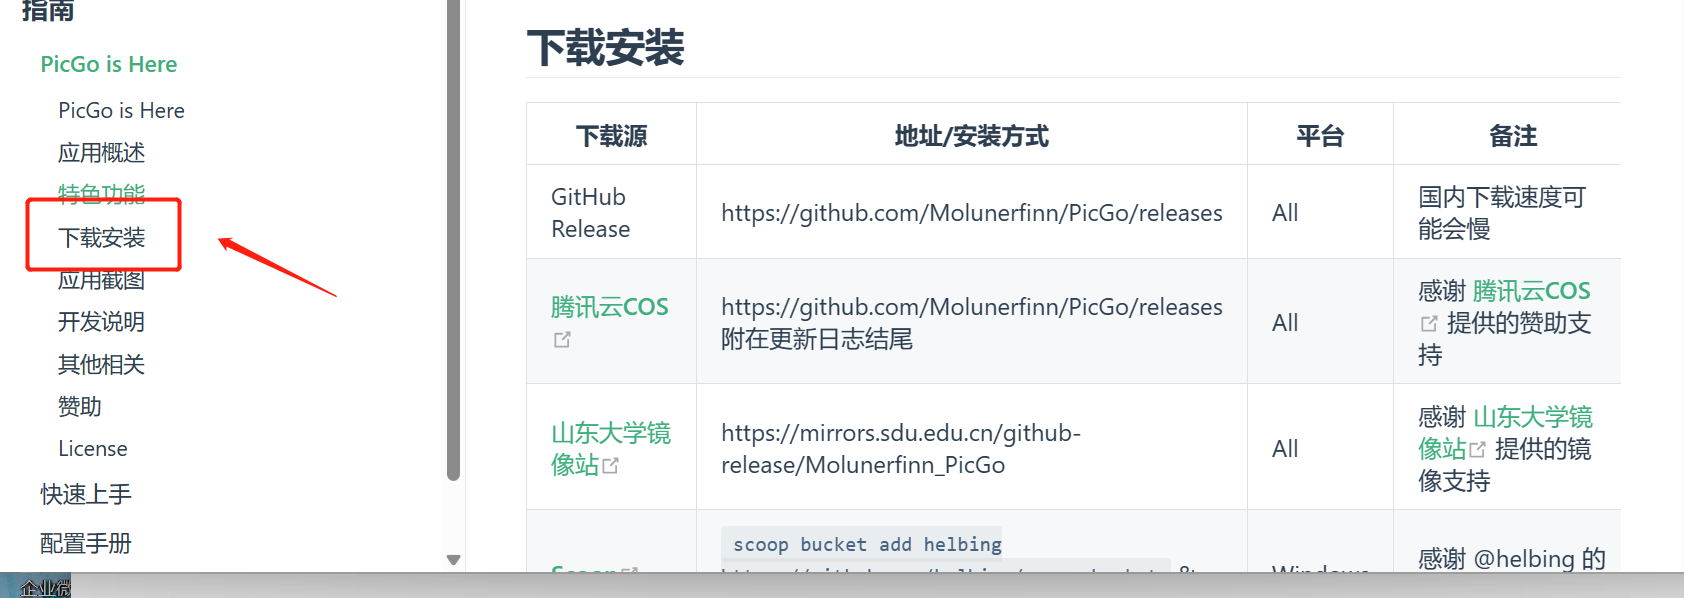 指南
PicGo is Here
PicGo is Here
应用概述
特色功能
下载安装
应用截图
开发说明
其他相关
赞助
License
快速上手
配置手册
下载安装
下载源
地址/安装方式
平台
备注
GitHub
Release
https://github.com/Molunerfinn/PicGo/releases
All
国内下载速度可
能会慢
腾讯云COS
https://github.com/Molunerfinn/PicGo/releases
附在更新日志结尾
All
感谢 腾讯云COS
提供的赞助支
持
山东大学镜
像站
https://mirrors.sdu.edu.cn/github-
release/Molunerfinn_PicGo
All
感谢 山东大学镜
像站 提供的镜
像支持
Scoop
scoop bucket add helbing
Windows
感谢 @helbing 的
企业微